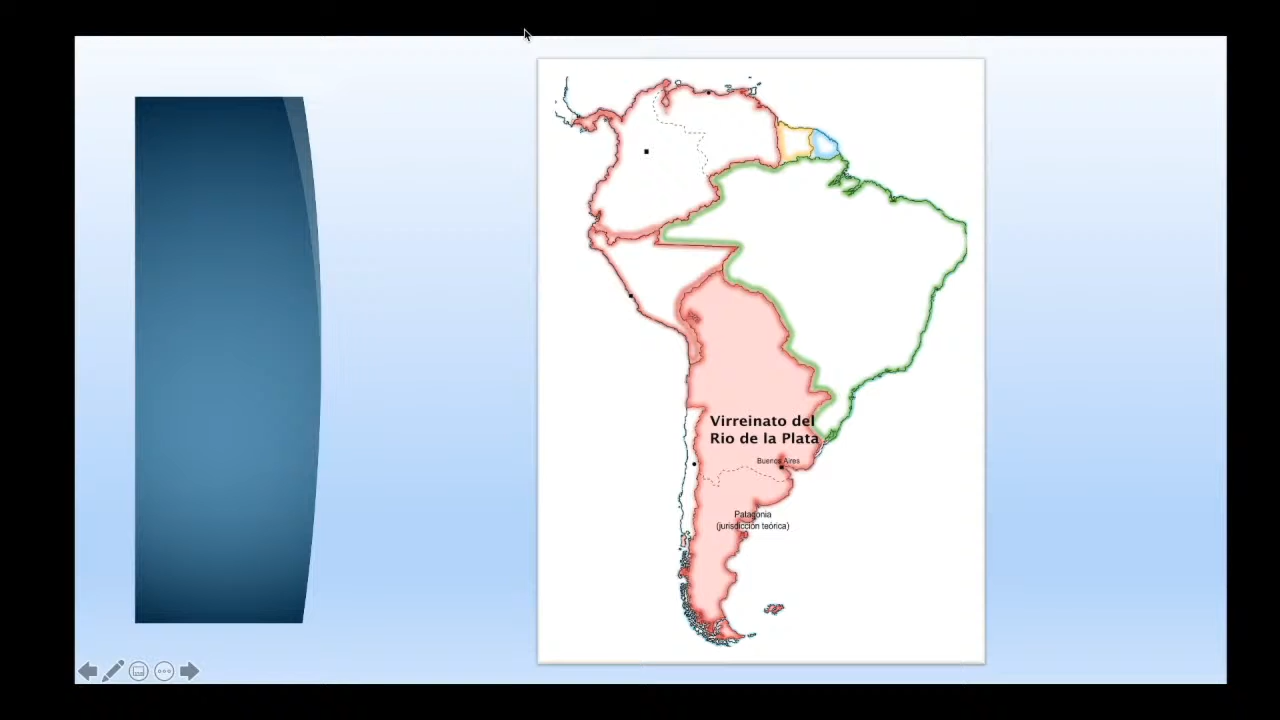 Virreinato del
Rio de la Plata
Buenos Aires
Patagonia
(jurisdicción teórica)